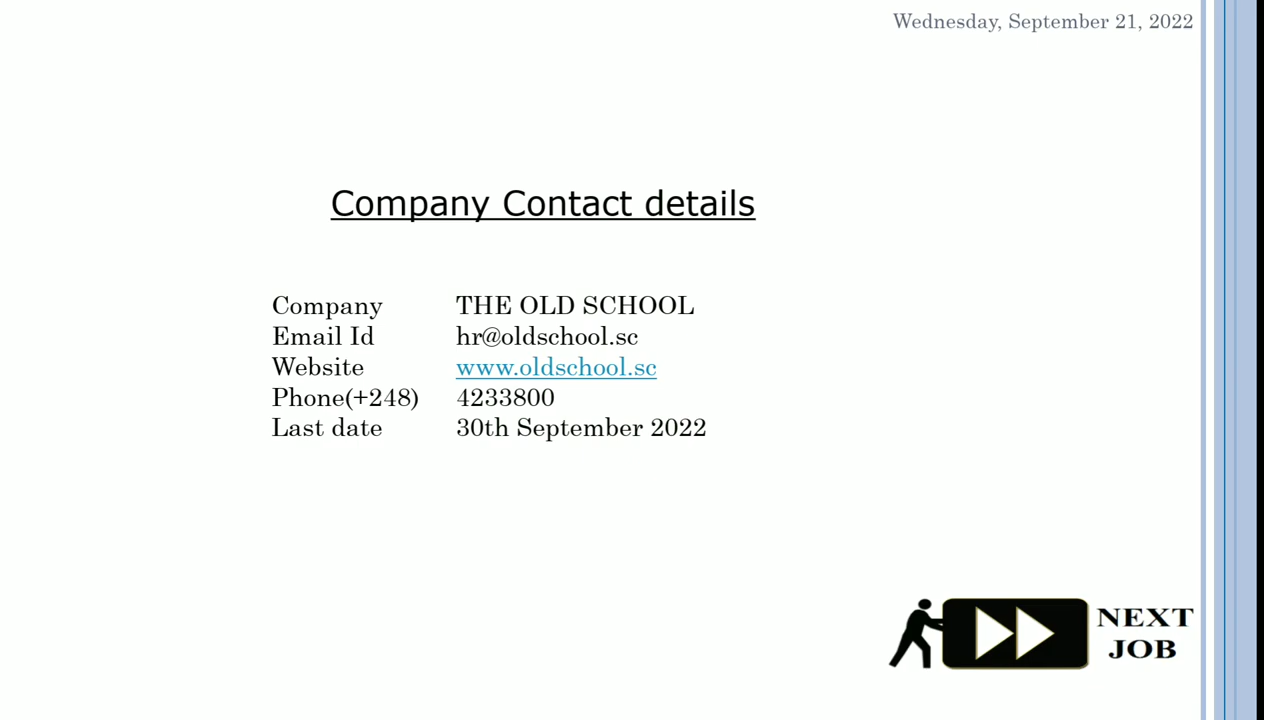 Wednesday, September 21, 2022
Company Contact details
Company THE OLD SCHOOL
Email Id hr@oldschool.sc
Website www.oldschool.sc
Phone(+248) 4233800
Last date 30th September 2022
NEXT
JOB